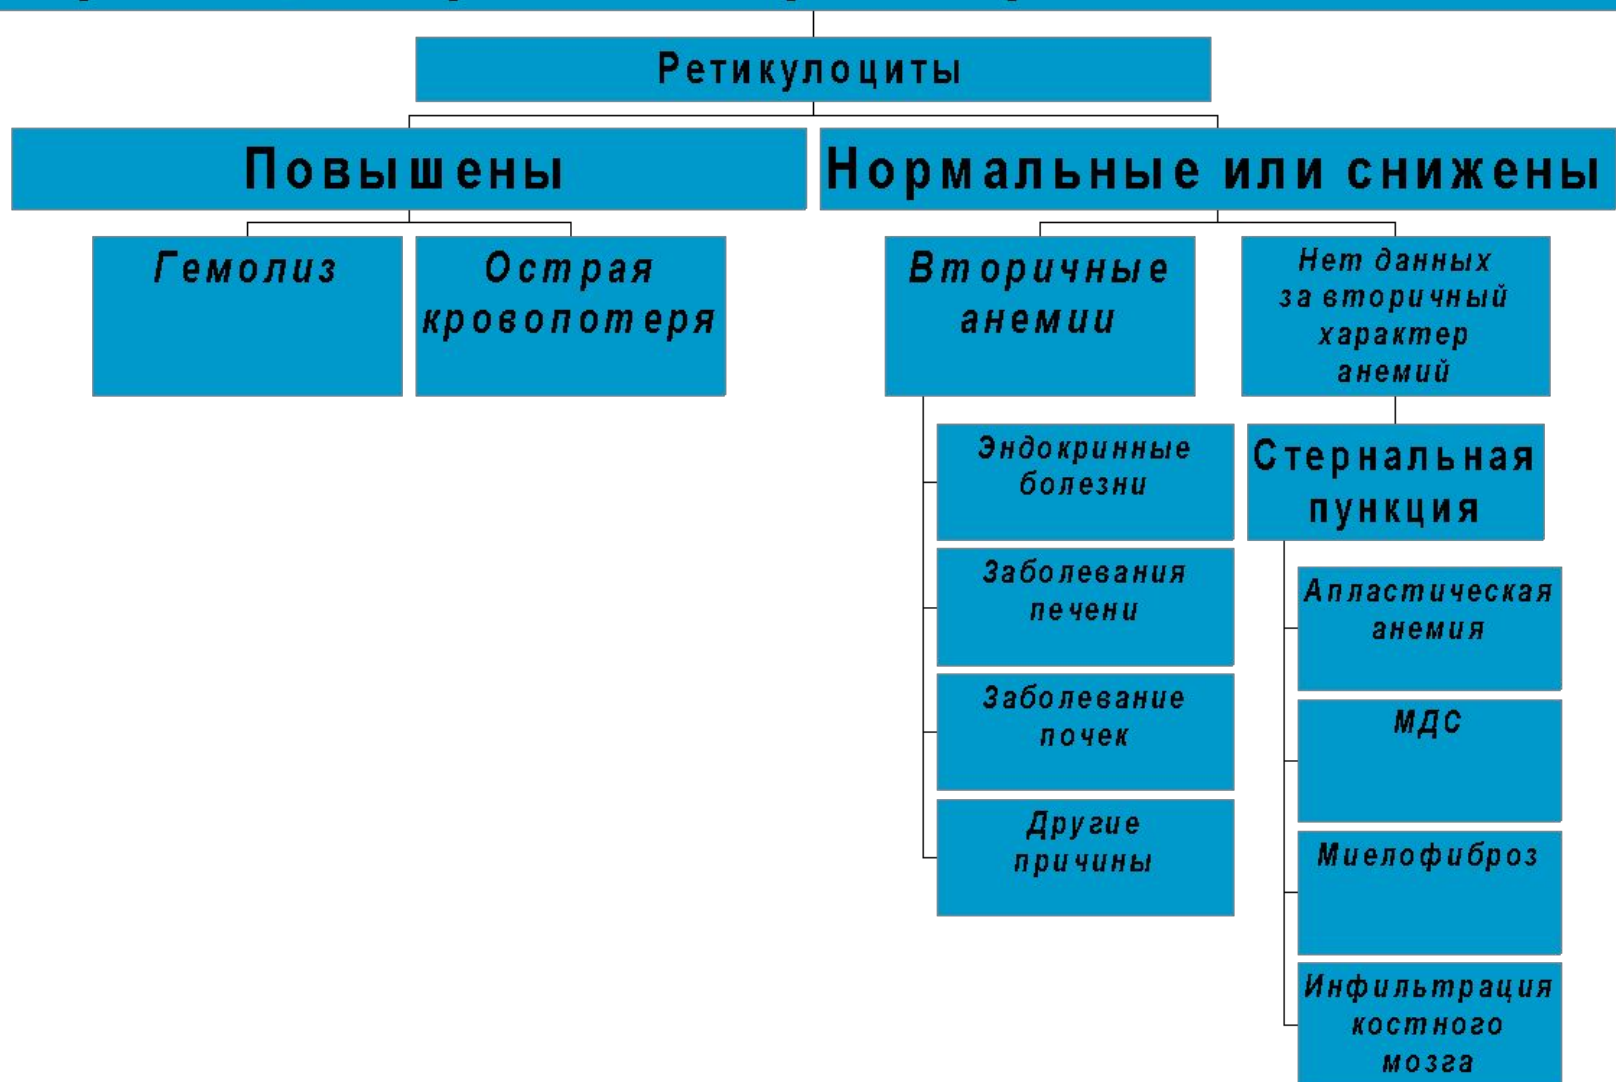 Ретикулоциты
Повышены
Нормальные или снижены
Гемолиз
Острая
кровопотеря
Вторичные
анемии
Нет данных
за вторичный
характер
анемий
Эндокринные
болезни
Заболевания
печени
Заболевание
почек
Другие
причины
Стернальная
пункция
Апластическая
анемия
МДС
Миелофиброз
Инфильтрация
костного
мозга